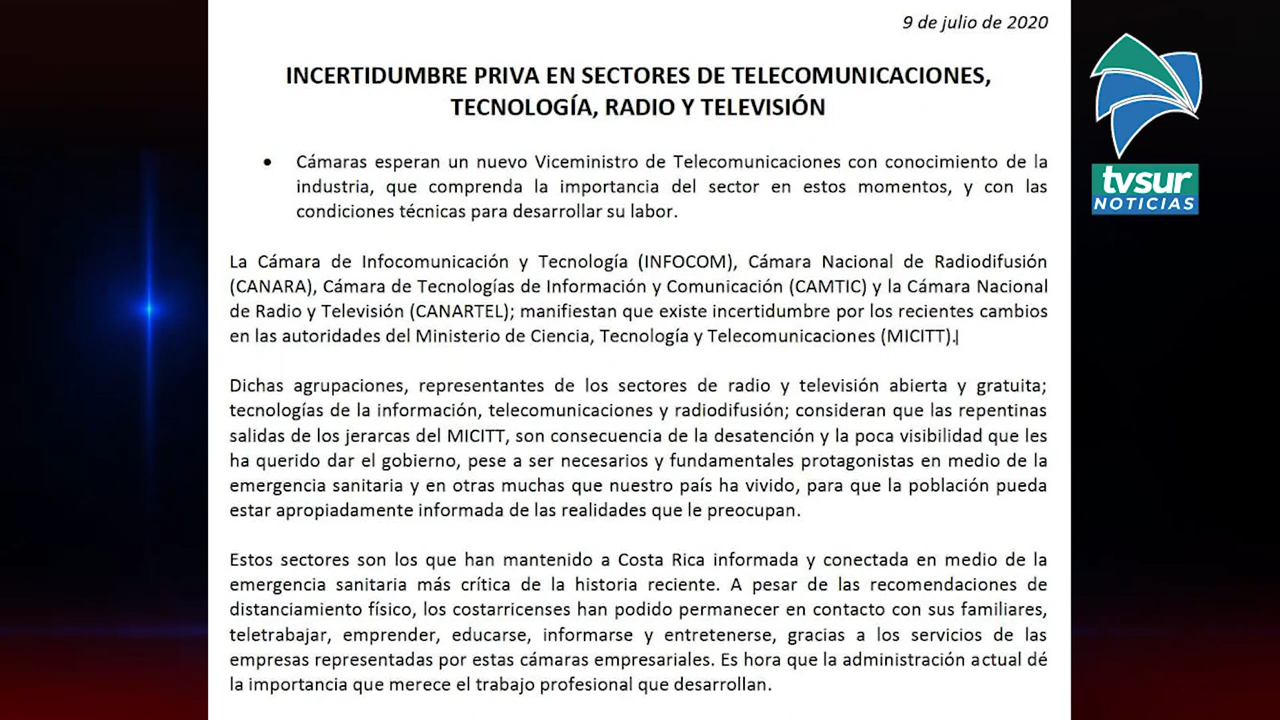 9 de julio de 2020
INCERTIDUMBRE PRIVA EN SECTORES DE TELECOMUNICACIONES,
TECNOLOGÍA, RADIO Y TELEVISIÓN
tvsur
NOTICIAS
• Cámaras esperan un nuevo Viceministro de Telecomunicaciones con conocimiento de la
industria, que comprenda la importancia del sector en estos momentos, y con las
condiciones técnicas para desarrollar su labor.
La Cámara de Infocomunicación y Tecnología (INFOCOM), Cámara Nacional de Radiodifusión
(CANARA), Cámara de Tecnologías de Información y Comunicación (CAMTIC) y la Cámara Nacional
de Radio y Televisión (CANARTEL); manifiestan que existe incertidumbre por los recientes cambios
en las autoridades del Ministerio de Ciencia, Tecnología y Telecomunicaciones (MICITT).
Dichas agrupaciones, representantes de los sectores de radio y televisión abierta y gratuita;
tecnologías de la información, telecomunicaciones y radiodifusión; consideran que las repentinas
salidas de los jerarcas del MICITT, son consecuencia de la desatención y la poca visibilidad que les
ha querido dar el gobierno, pese a ser necesarios y fundamentales protagonistas en medio de la
emergencia sanitaria y en otras muchas que nuestro país ha vivido, para que la población pueda
estar apropiadamente informada de las realidades que le preocupan.
Estos sectores son los que han mantenido a Costa Rica informada y conectada en medio de la
emergencia sanitaria más crítica de la historia reciente. A pesar de las recomendaciones de
distanciamiento físico, los costarricenses han podido permanecer en contacto con sus familiares,
teletrabajar, emprender, educarse, informarse y entretenerse, gracias a los servicios de las
empresas representadas por estas cámaras empresariales. Es hora que la administración actual dé
la importancia que merece el trabajo profesional que desarrollan.